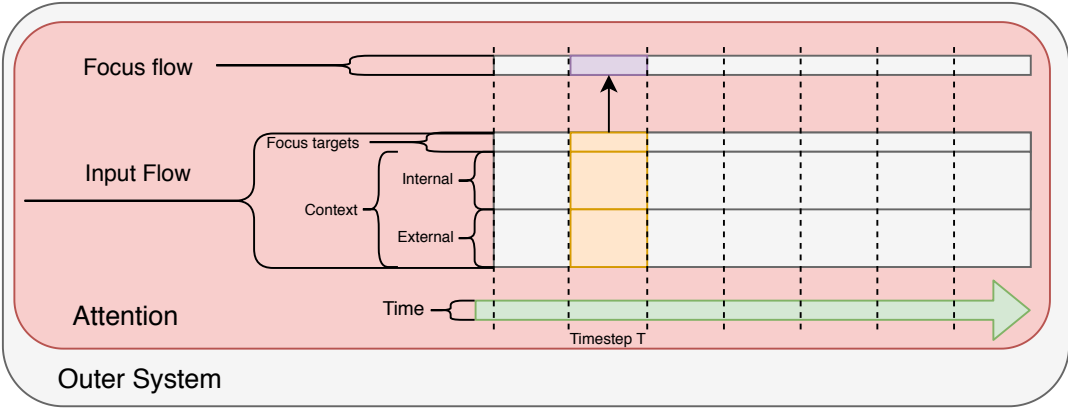 Focus flow
Focus targets
Input Flow
Internal
Context
External
Time
Attention
Timestep T
Outer System